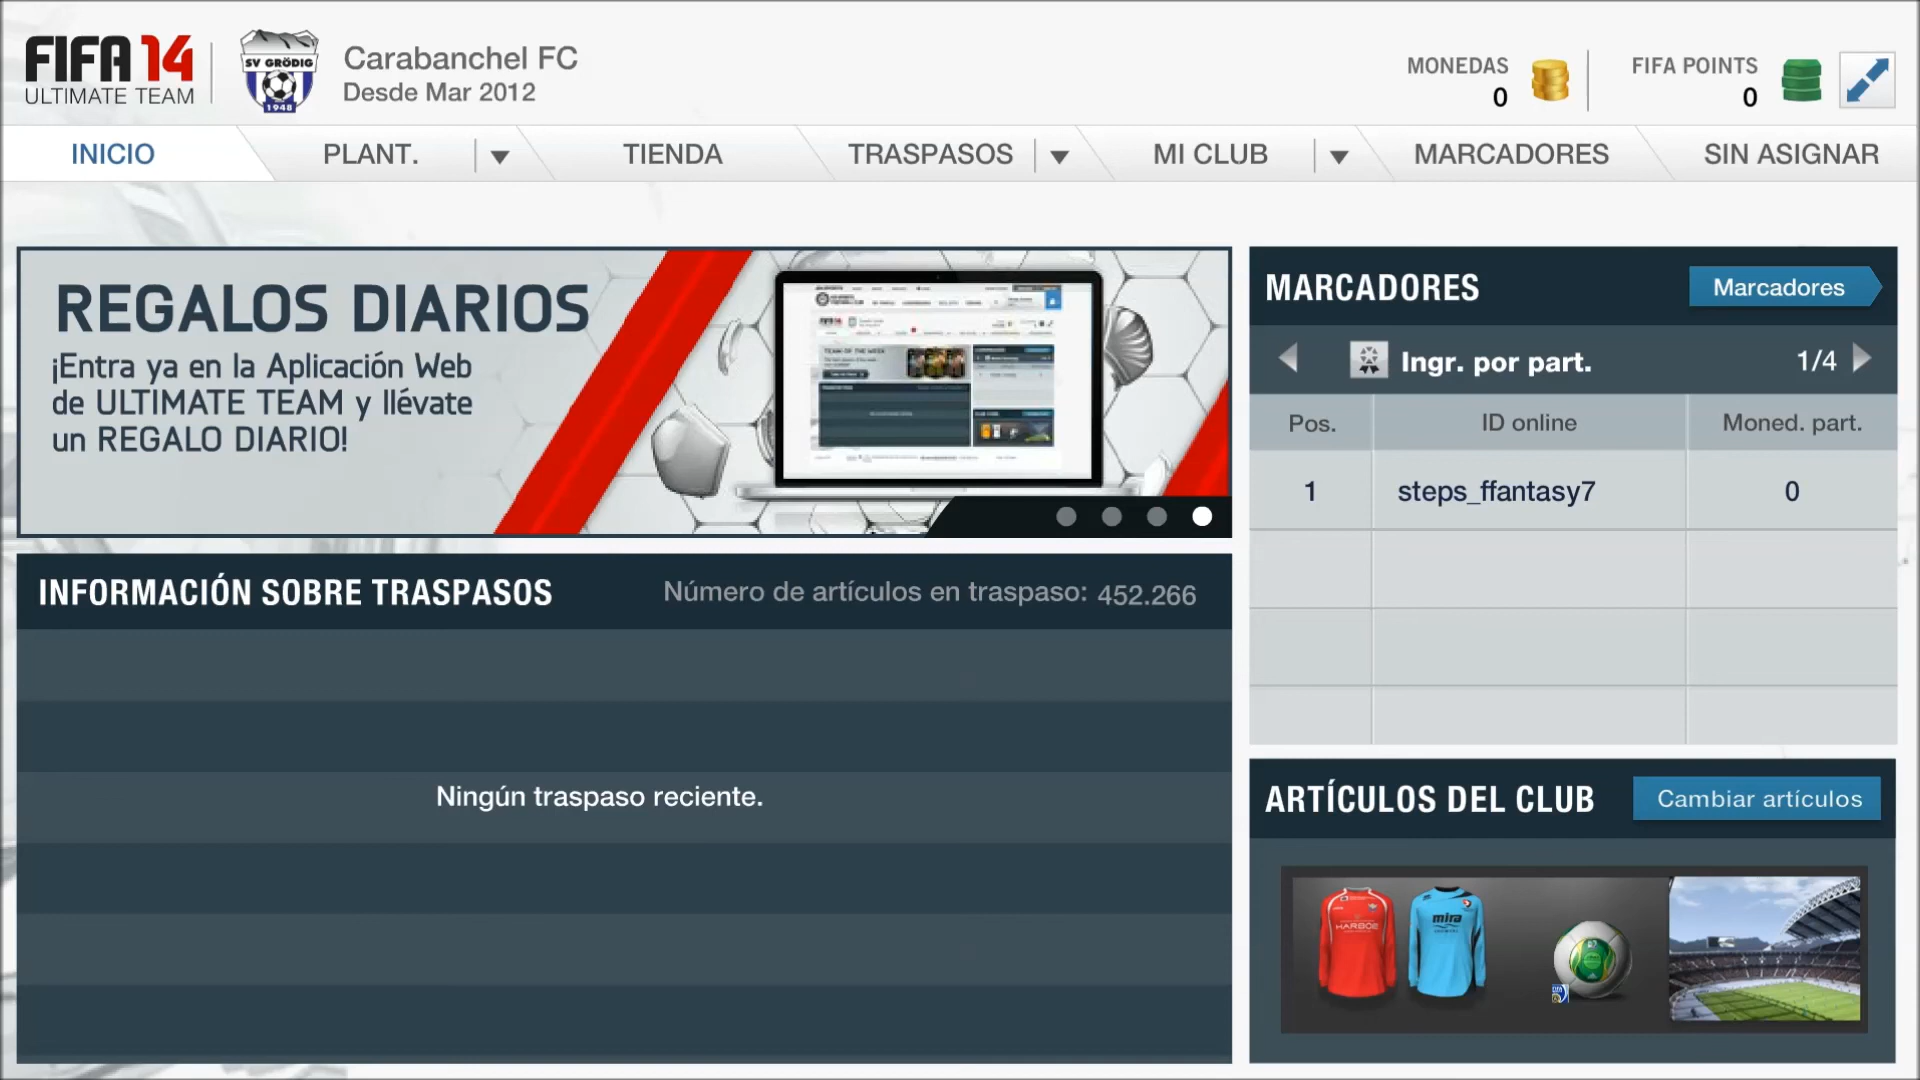 FIFA 14
ULTIMATE TEAM
SV GRÖDIG
1948
Carabanchel FC
Desde Mar 2012
MONEDAS
0
FIFA POINTS
0
INICIO
PLANT.
TIENDA
TRASPASOS
MI CLUB
MARCADORES
SIN ASIGNAR
REGALOS DIARIOS
¡Entra ya en la Aplicación Web
de ULTIMATE TEAM y llévate
un REGALO DIARIO!
TEAM OF THE WEEK
MARCADORES
Marcadores
Ingr. por part.
1/4
Pos. ID online Moned. part.
1 steps_ffantasy7 0
INFORMACIÓN SOBRE TRASPASOS
Número de artículos en traspaso: 452.266
Ningún traspaso reciente.
ARTÍCULOS DEL CLUB
Cambiar artículos
HARBOE
mira